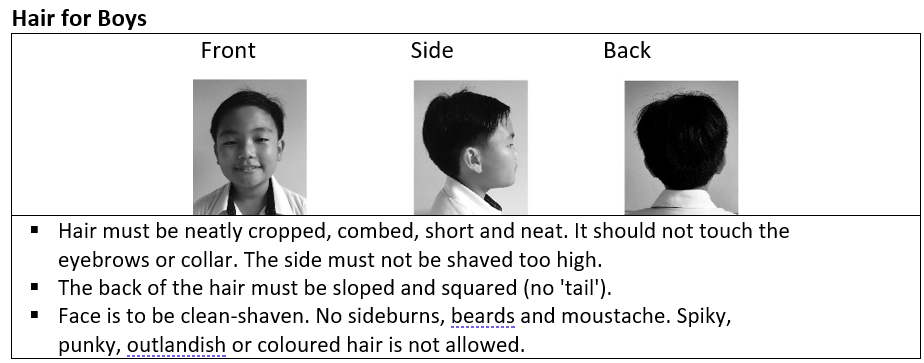 Hair for Boys
Front Side Back
▪ Hair must be neatly cropped, combed, short and neat. It should not touch the
eyebrows or collar. The side must not be shaved too high.
▪ The back of the hair must be sloped and squared (no 'tail').
▪ Face is to be clean-shaven. No sideburns, beards and moustache. Spiky,
punky, outlandish or coloured hair is not allowed.